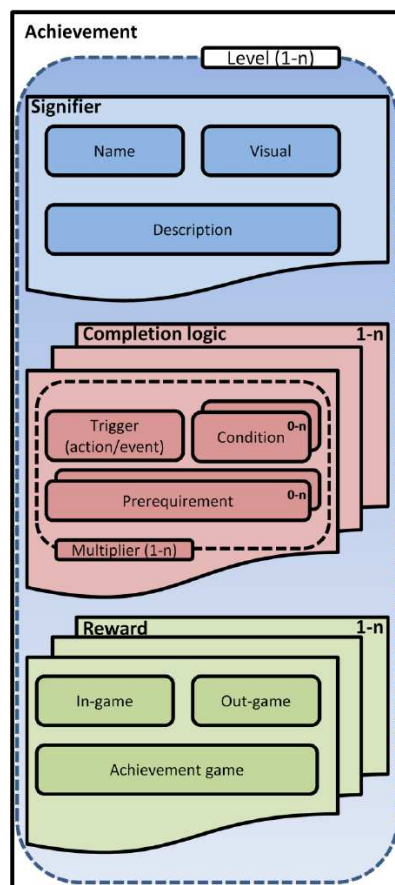 Achievement
Level (1-n)
Signifier
Name
Visual
Description
Completion logic
1-n
Trigger
(action/event)
0-n
Condition
0-n
Prerequirement
Multiplier (1-n)
Reward
1-n
In-game
Out-game
Achievement game